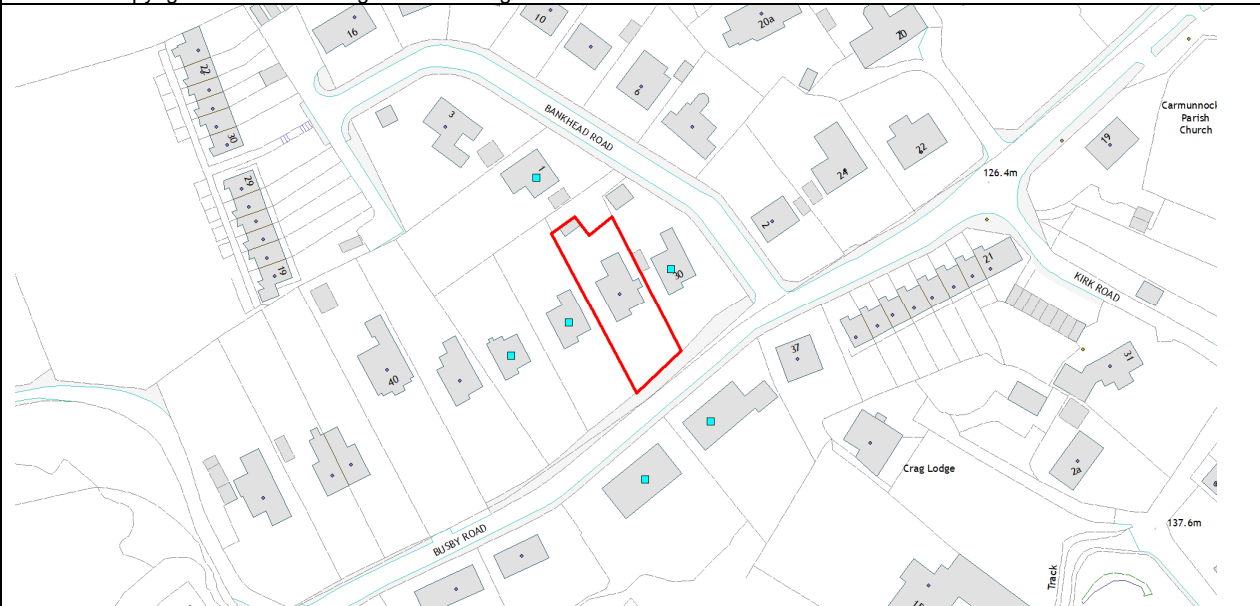 16
10
20a
20
22
6
3
BANKHEAD ROAD
Carmunnock
Parish
Church
30
1
19
22
24
126.4m
29
2
30
21
19
KIRK ROAD
37
31
40
Crag Lodge
2a
137.6m
BUSBY ROAD
Track